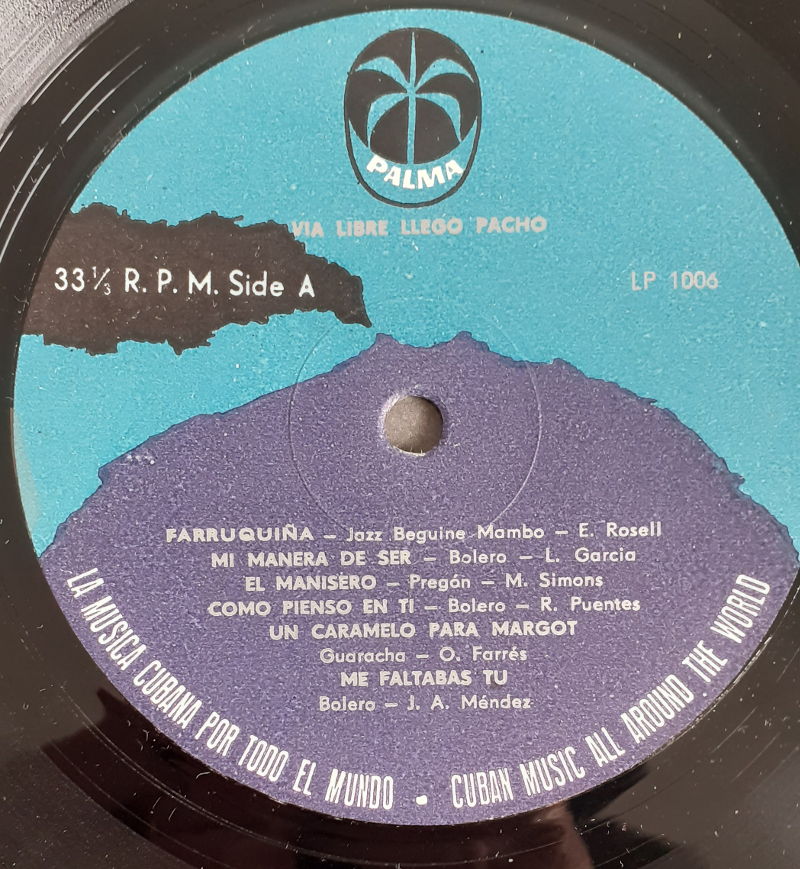 PALMA
VIA LIBRE LLEGO PACHO
33⅓ R. P. M. Side A
LP 1006
FARRUQUIÑA – Jazz Beguine Mambo – E. Rosell
MI MANERA DE SER – Bolero – L. Garcia
EL MANISERO – Pregón – M. Simons
COMO PIENSO EN TI – Bolero – R. Puentes
UN CARAMELO PARA MARGOT
Guaracha – O. Farrés
ME FALTABAS TU
Bolero – J. A. Méndez
LA MUSICA CUBANA POR TODO EL MUNDO - CUBAN MUSIC ALL AROUND THE WORLD